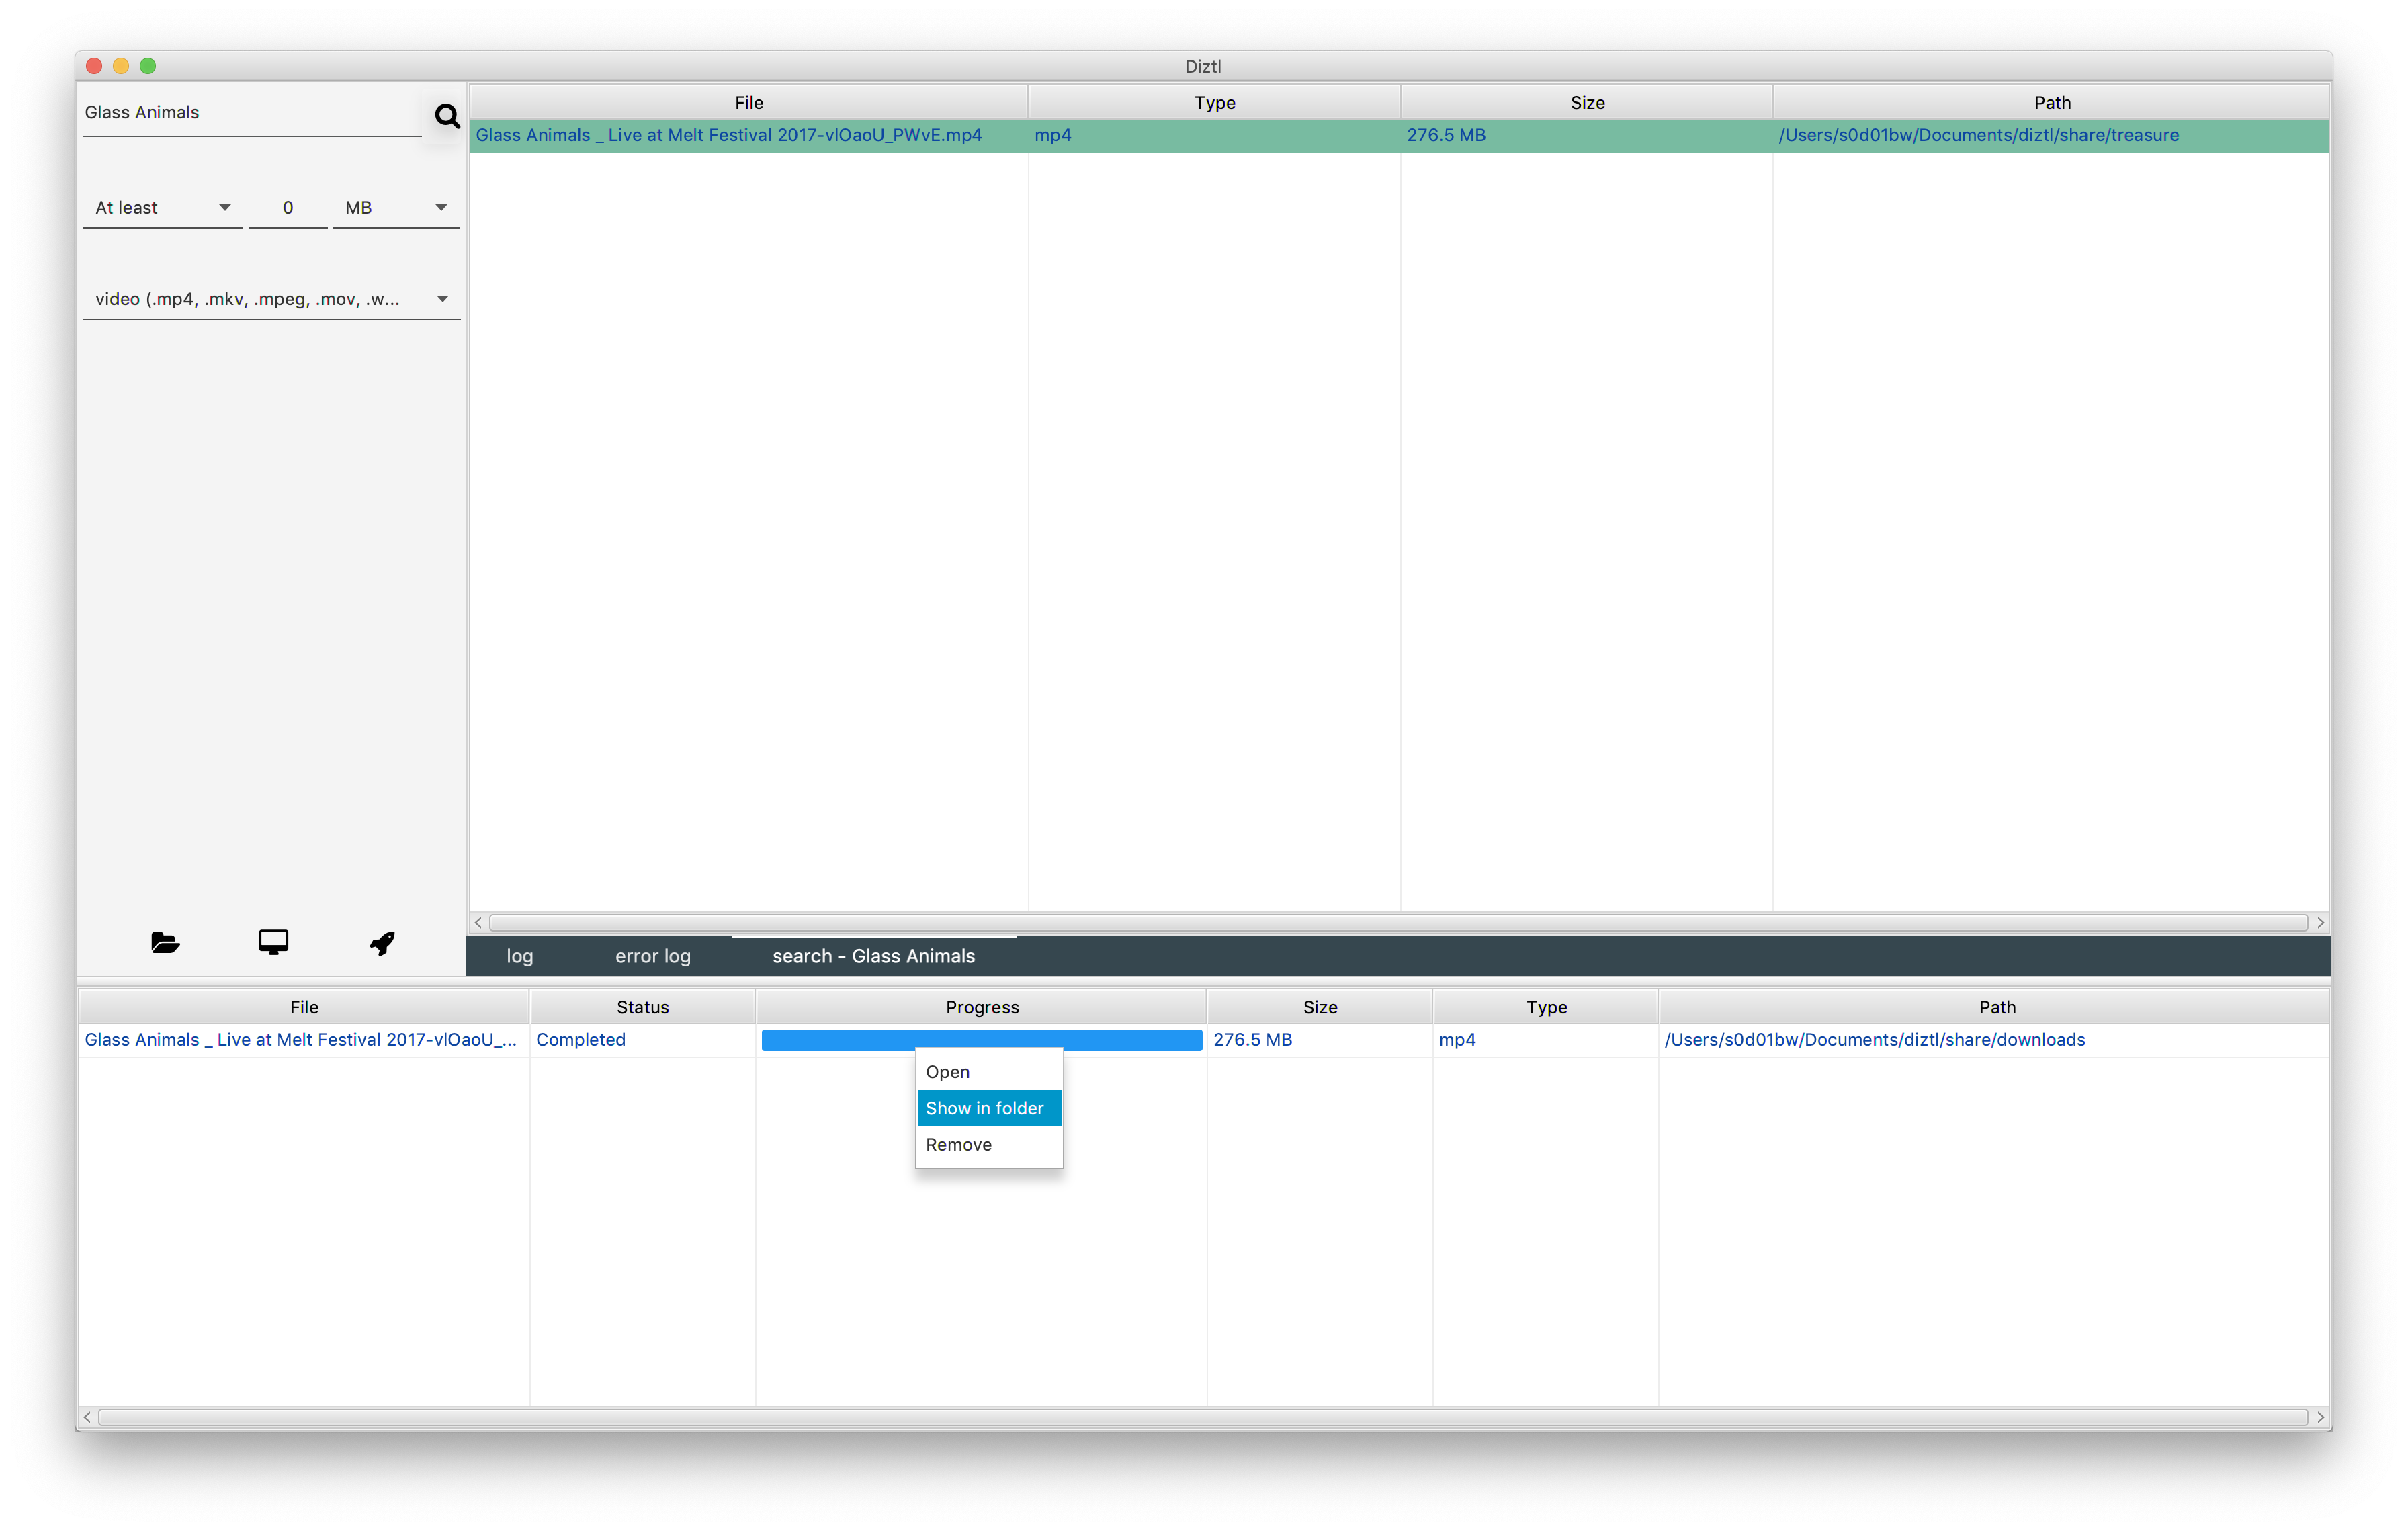 Diztl
Glass Animals
At least 0 MB
video (.mp4, .mkv, .mpeg, .mov, .w...
File Type Size Path
Glass Animals _ Live at Melt Festival 2017-vlOaoU_PWvE.mp4 mp4 276.5 MB /Users/s0d01bw/Documents/diztl/share/treasure
log error log search - Glass Animals
File Status Progress Size Type Path
Glass Animals _ Live at Melt Festival 2017-vlOaoU_... Completed 276.5 MB mp4 /Users/s0d01bw/Documents/diztl/share/downloads
Open
Show in folder
Remove